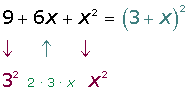 9 + 6x + x² = (3 + x)²
↓ ↑ ↓
3² 2 · 3 · x x²